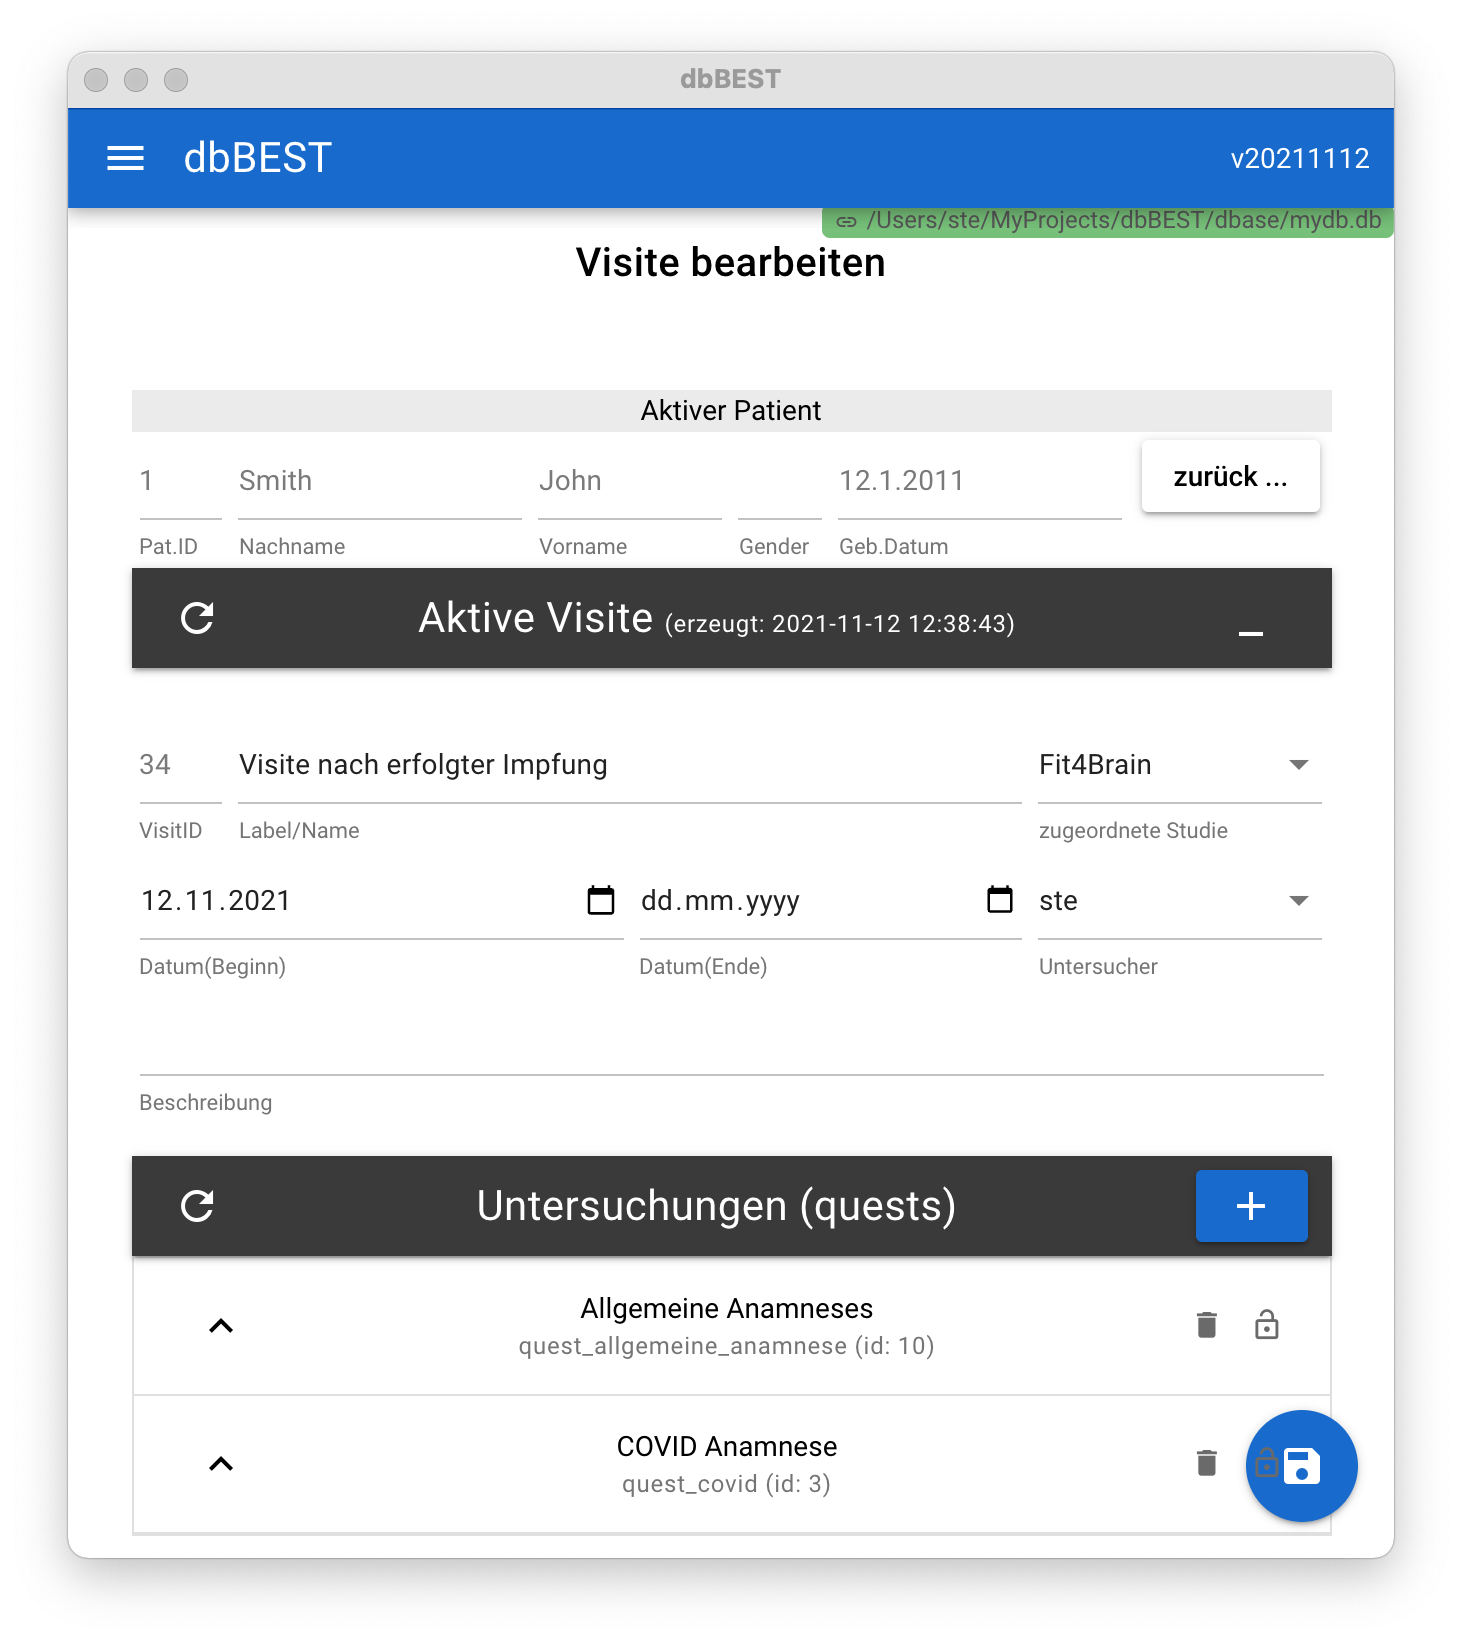 dbBEST
dbBEST
v20211112
/Users/ste/MyProjects/dbBEST/dbase/mydb.db
Visite bearbeiten
Aktiver Patient
1 Smith John 12.1.2011 zurück ...
Pat.ID Nachname Vorname Gender Geb.Datum
Aktive Visite (erzeugt: 2021-11-12 12:38:43)
34 Visite nach erfolgter Impfung Fit4Brain
VisitID Label/Name zugeordnete Studie
12.11.2021 dd.mm.yyyy ste
Datum(Beginn) Datum(Ende) Untersucher
Beschreibung
Untersuchungen (quests)
Allgemeine Anamneses
quest_allgemeine_anamnese (id: 10)
COVID Anamnese
quest_covid (id: 3)